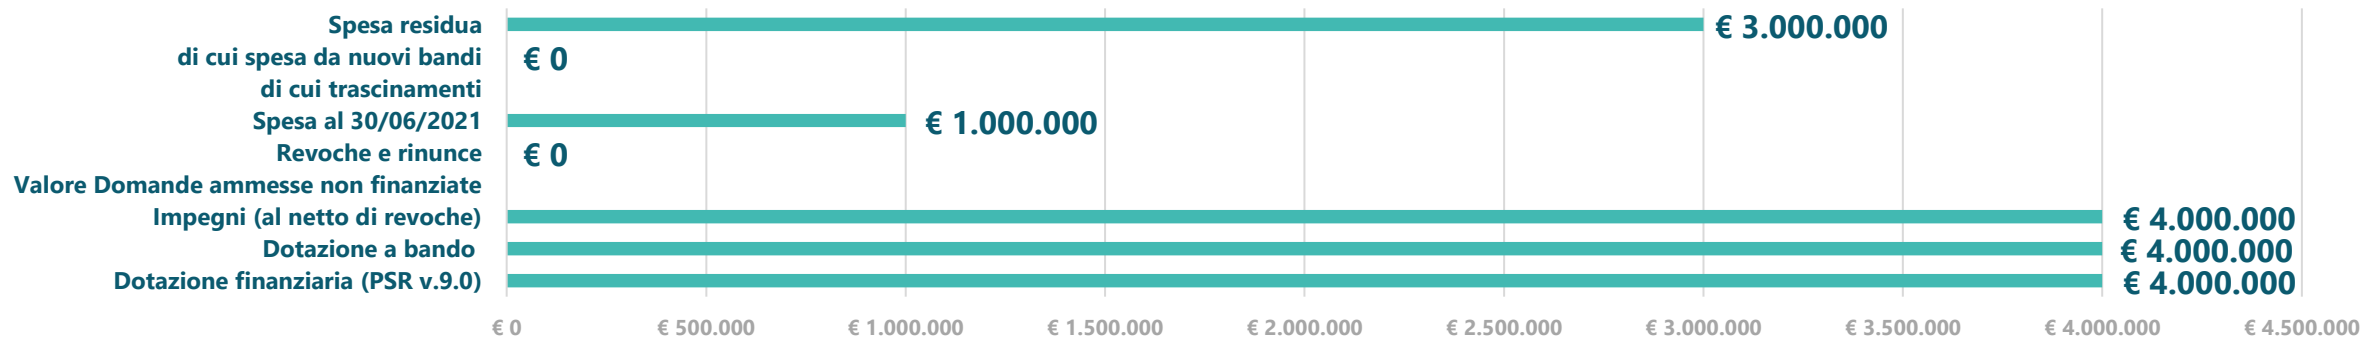 Spesa residua € 3.000.000
di cui spesa da nuovi bandi € 0
di cui trascinamenti
Spesa al 30/06/2021 € 1.000.000
Revoche e rinunce € 0
Valore Domande ammesse non finanziate
Impegni (al netto di revoche) € 4.000.000
Dotazione a bando € 4.000.000
Dotazione finanziaria (PSR v.9.0) € 4.000.000
€ 0 € 500.000 € 1.000.000 € 1.500.000 € 2.000.000 € 2.500.000 € 3.000.000 € 3.500.000 € 4.000.000 € 4.500.000